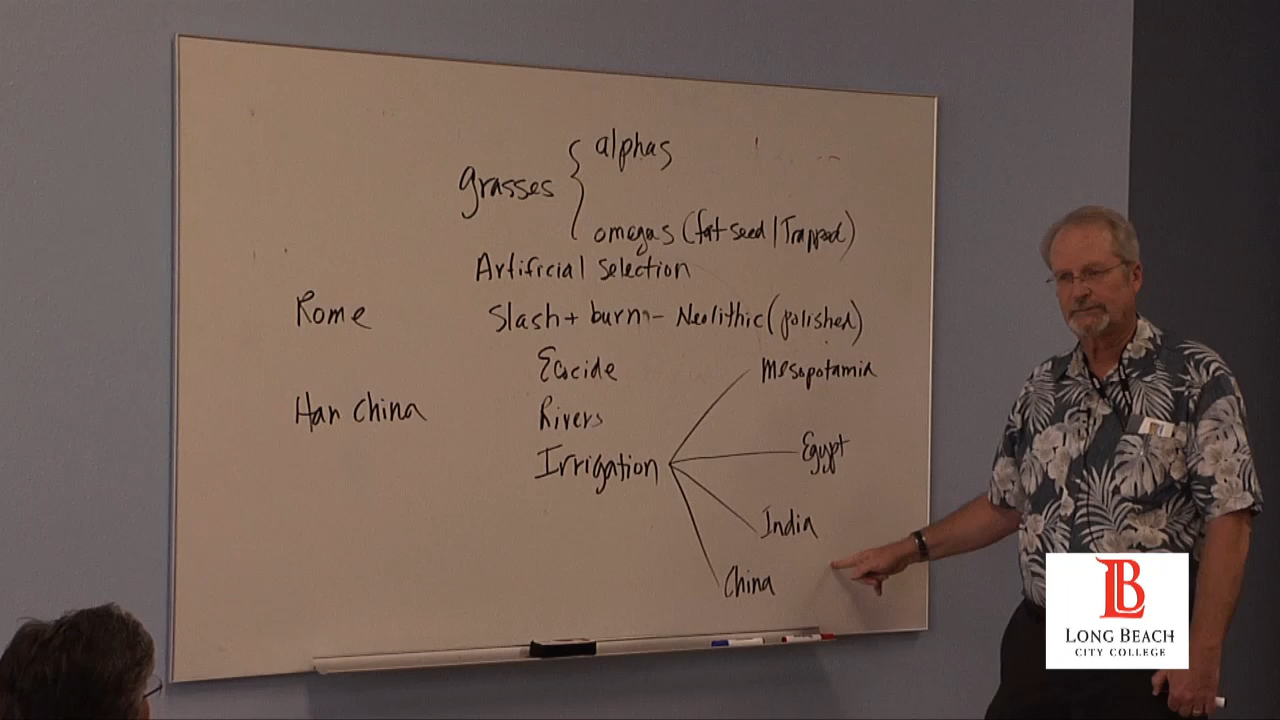 alphas
grasses
omegas (fat seed / Trapped)
Artificial Selection
Rome
Slash + burn - Neolithic (polished)
Ecocide
Mesopotamia
Han China
Rivers
Egypt
Irrigation
India
China
LB
LONG BEACH
CITY COLLEGE